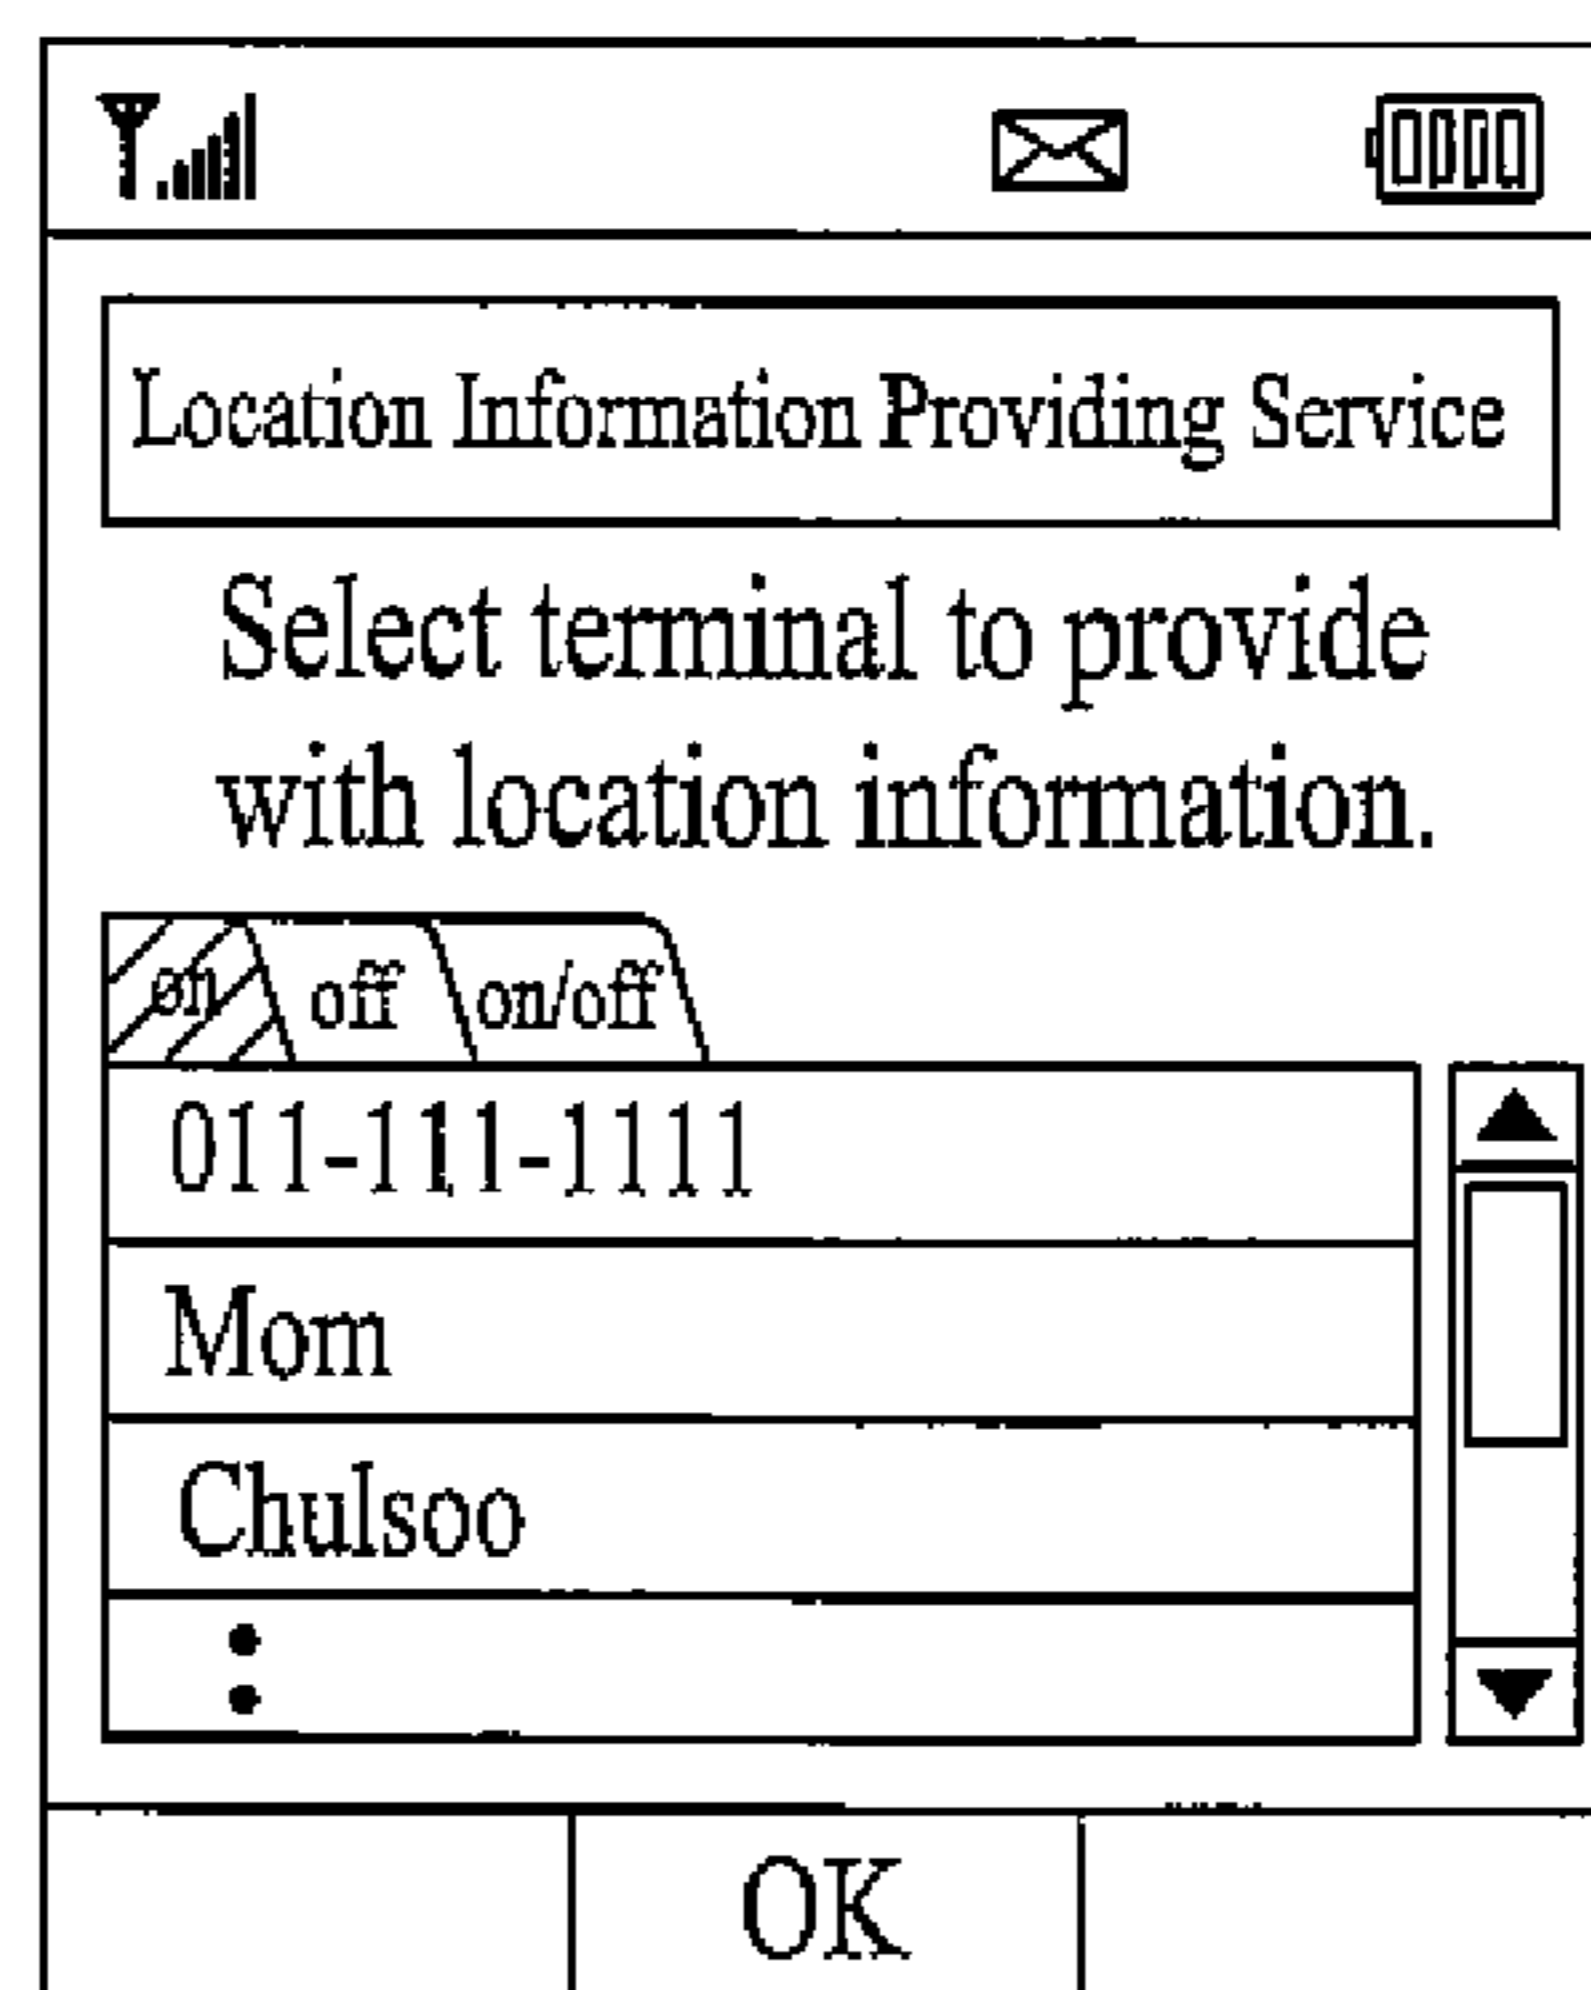 Location Information Providing Service
Select terminal to provide
with location information.
on off on/off
011-111-1111
Mom
Chulsoo
OK